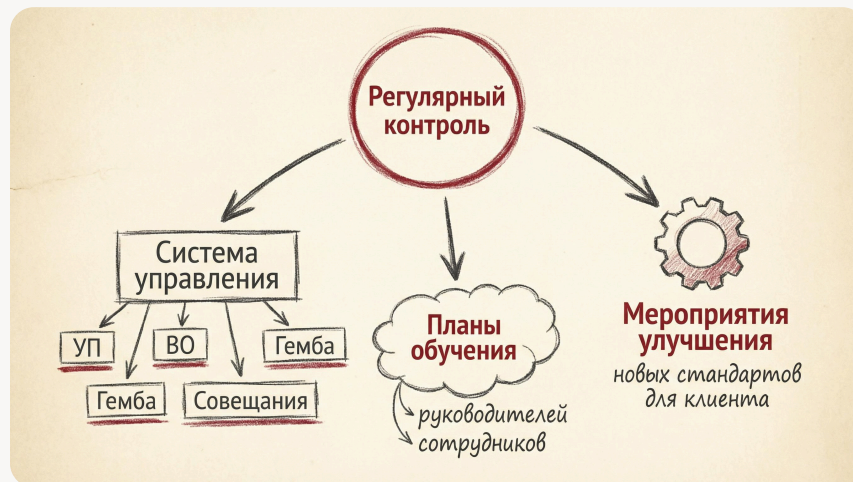 Регулярный
контроль
Система
управления
УП
ВО
Гемба
Гемба
Совещания
Планы
обучения
руководителей
сотрудников
Мероприятия
улучшения
новых стандартов
для клиента